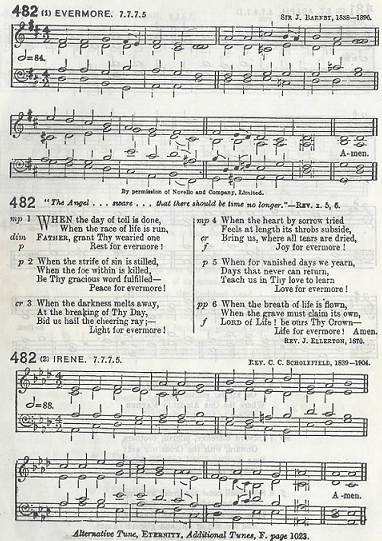 482 (1) EVERMORE. 7.7.7.5
SIR J. BARNBY, 1838–1896.
♩=84.
A-men.
By permission of Novello and Company, Limited.
482 "The Angel . . . sware . . . that there should be time no longer."—REV. x. 5, 6.
mp 1 WHEN the day of toil is done,
When the race of life is run,
dim FATHER, grant Thy wearied one
p Rest for evermore!
p 2 When the strife of sin is stilled,
When the foe within is killed,
Be Thy gracious word fulfilled—
Peace for evermore!
cr 3 When the darkness melts away,
At the breaking of Thy Day,
Bid us hail the cheering ray;—
f Light for evermore!
mp 4 When the heart by sorrow tried
Feels at length its throbs subside,
cr Bring us, where all tears are dried,
f Joy for evermore!
p 5 When for vanished days we yearn,
Days that never can return,
Teach us in Thy love to learn
Love for evermore!
pp 6 When the breath of life is flown,
When the grave must claim its own,
f LORD of Life! be ours Thy Crown—
Life for evermore! Amen.
REV. J. ELLERTON, 1870.
482 (2) IRENE. 7.7.7.5.
REV. C. C. SCHOLEFIELD, 1839–1904.
♩=88.
A-men.
Alternative Tune, ETERNITY, Additional Tunes, F. page 1023.